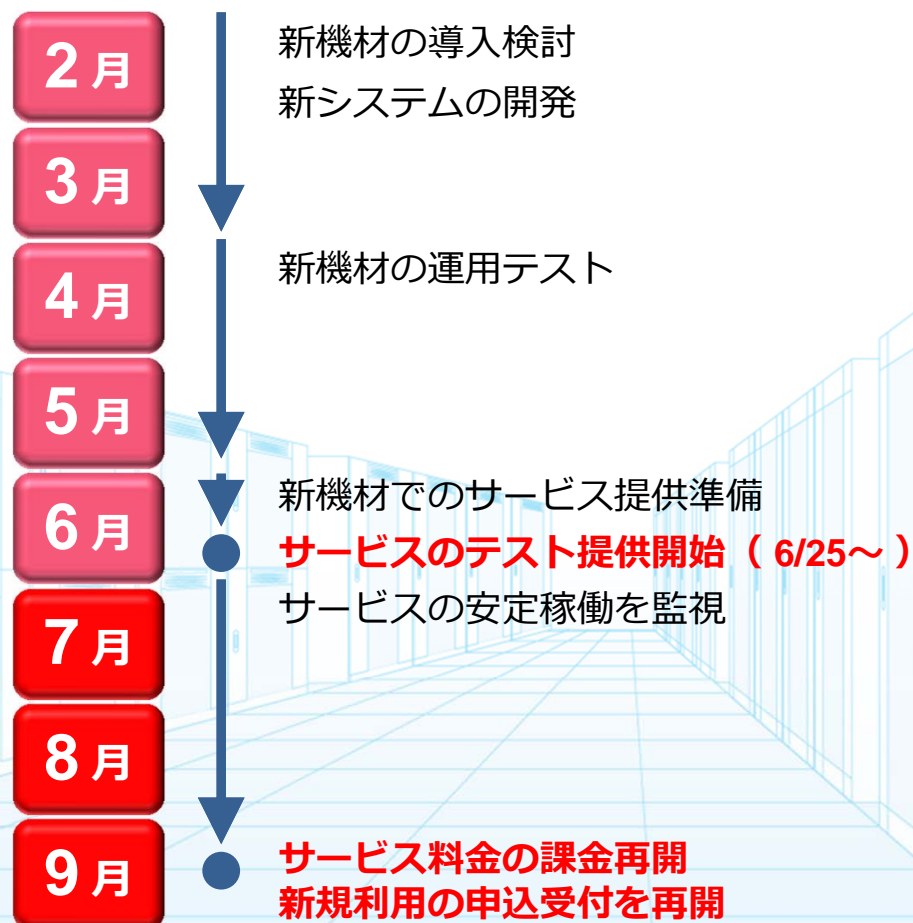 2月
新機材の導入検討
新システムの開発
3月
4月
新機材の運用テスト
5月
6月
新機材でのサービス提供準備
サービスのテスト提供開始（ 6/25～ ）
サービスの安定稼働を監視
7月
8月
9月
サービス料金の課金再開
新規利用の申込受付を再開